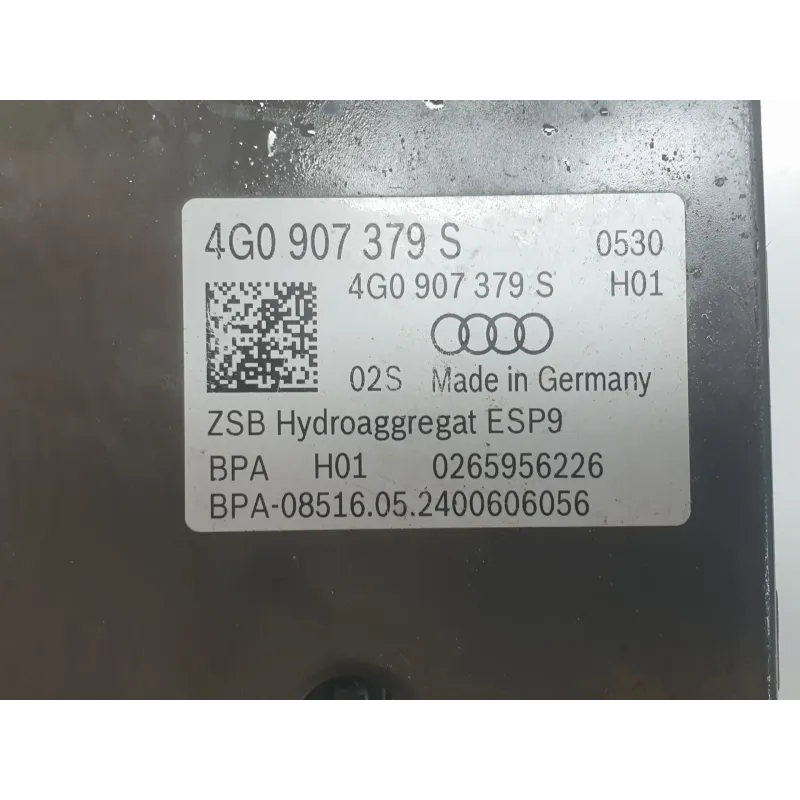 4G0 907 379 S 0530
4G0 907 379 S H01
02S Made in Germany
ZSB Hydroaggregat ESP9
BPA H01 0265956226
BPA-08516.05.2400606056